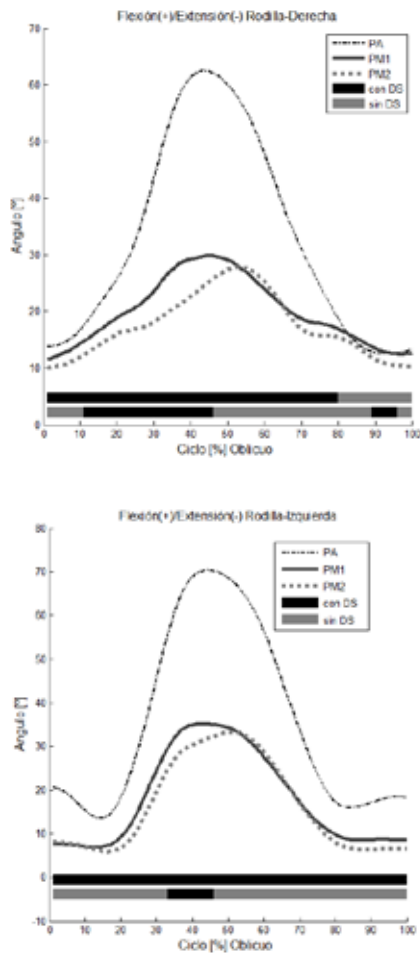 Flexión(+)/Extensión(-) Rodilla-Derecha
70
60
50
40
30
20
10
0
Angulo [º]
PA
PM1
PM2
con DS
sin DS
0 10 20 30 40 50 60 70 80 90 100
Ciclo [%] Oblicuo
Flexión(+)/Extensión(-) Rodilla-Izquierda
80
70
60
50
40
30
20
10
0
-10
Angulo [º]
PA
PM1
PM2
con DS
sin DS
0 10 20 30 40 50 60 70 80 90 100
Ciclo [%] Oblicuo